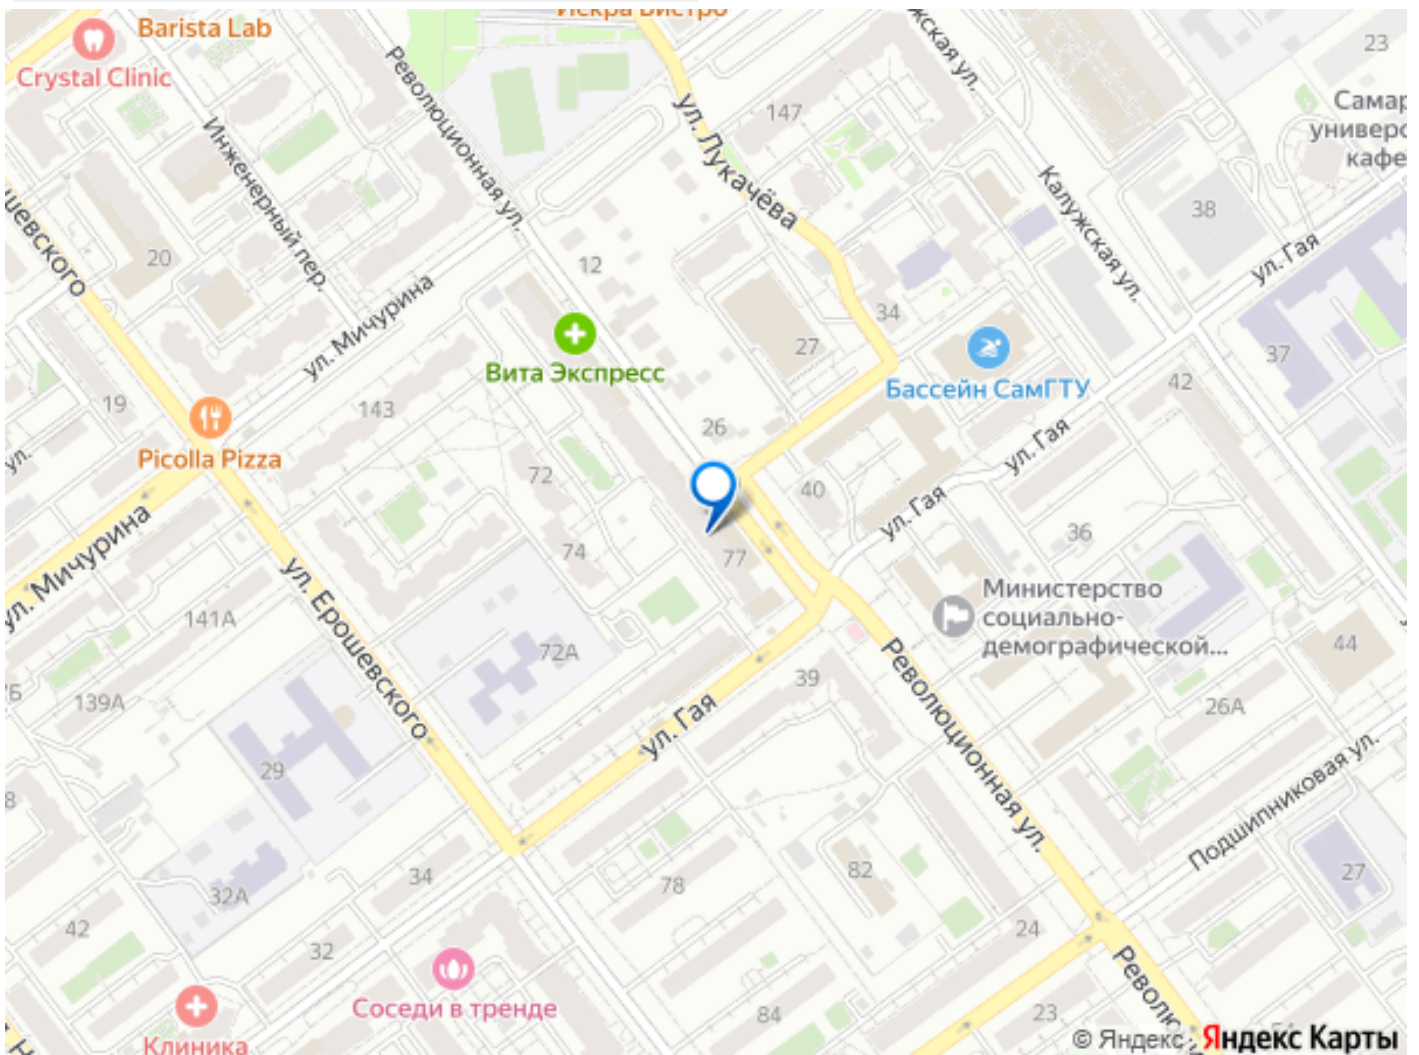 Искра Бистро
Barista Lab
Crystal Clinic
Революционная ул.
Инженерный пер.
ул. Лукачёва
147
23
Калужская ул.
38
ул. Гая
20
12
ул. Мичурина
34
27
37
Вита Экспресс
Бассейн СамГТУ
42
19
143
Picolla Pizza
26
ул. Гая
72
40
ул. Гая
36
74
77
ул. Мичурина
ул. Ерошевского
Министерство
социально-
демографической...
141А
72А
39
44
139А
26А
ул. Гая
Революционная ул.
29
Подшипниковая ул.
34
78
82
27
32А
42
32
24
Соседи в тренде
84
23
Клиника
© Яндекс Яндекс Карты